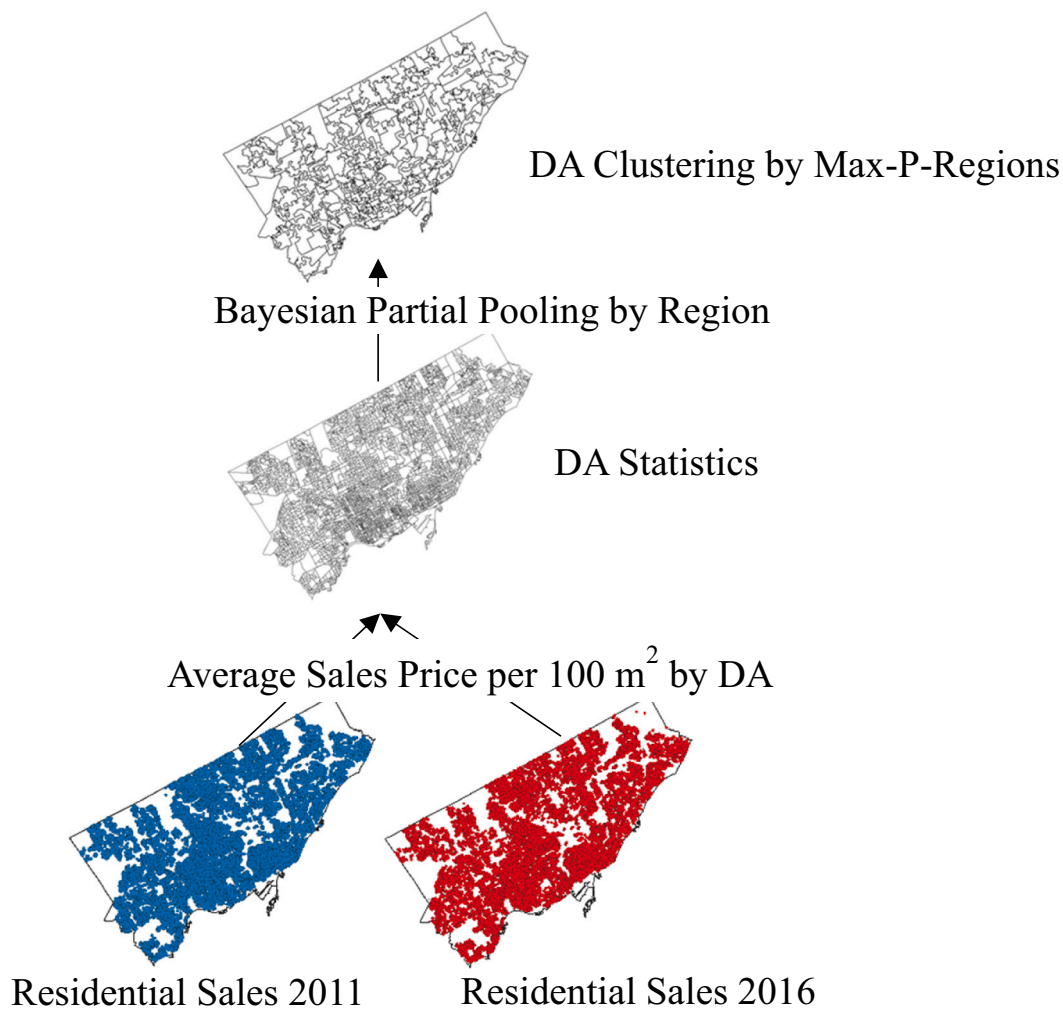 DA Clustering by Max-P-Regions
Bayesian Partial Pooling by Region
DA Statistics
Average Sales Price per 100 m² by DA
Residential Sales 2011
Residential Sales 2016